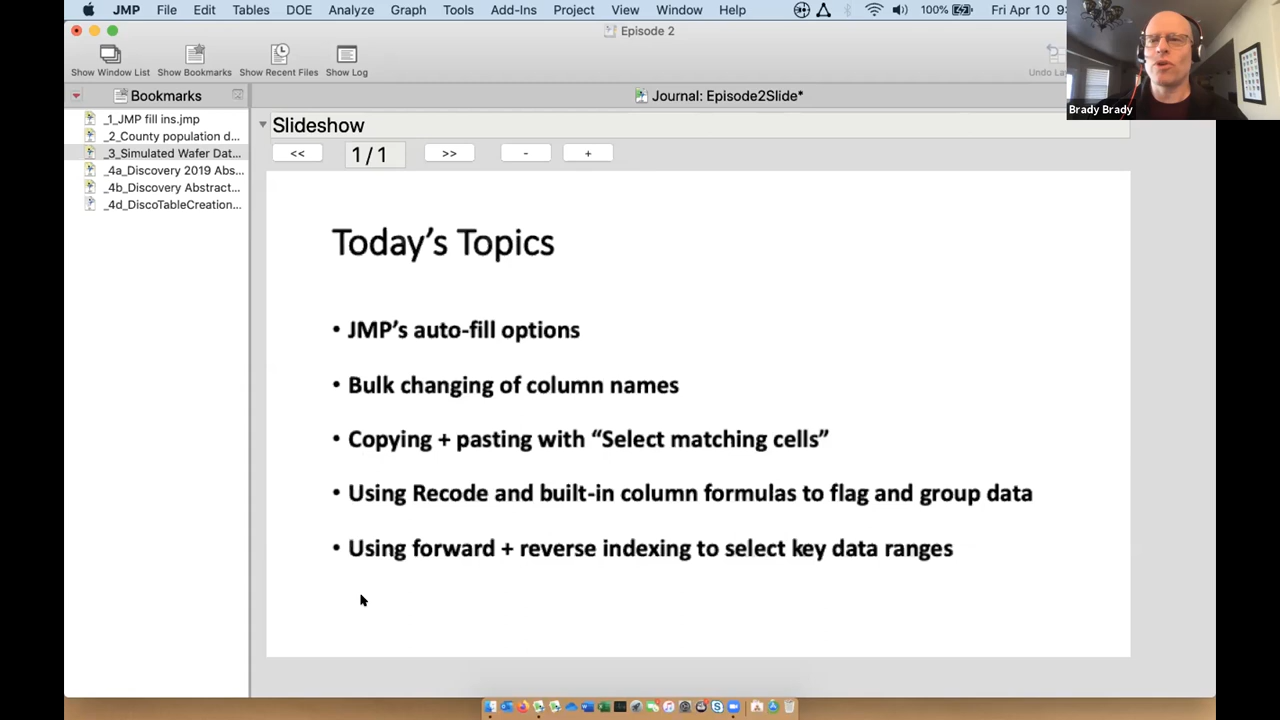 JMP File Edit Tables DOE Analyze Graph Tools Add-Ins Project View Window Help 100% Fri Apr 10
Episode 2
Show Window List Show Bookmarks Show Recent Files Show Log Undo
Bookmarks
Journal: Episode2Slide*
_1_JMP fill ins.jmp
_2_County population d...
_3_Simulated Wafer Dat...
_4a_Discovery 2019 Abs...
_4b_Discovery Abstract...
_4d_DiscoTableCreation...
Slideshow
<< 1 / 1 >> - +
Today's Topics
• JMP's auto-fill options
• Bulk changing of column names
• Copying + pasting with “Select matching cells”
• Using Recode and built-in column formulas to flag and group data
• Using forward + reverse indexing to select key data ranges
Brady Brady